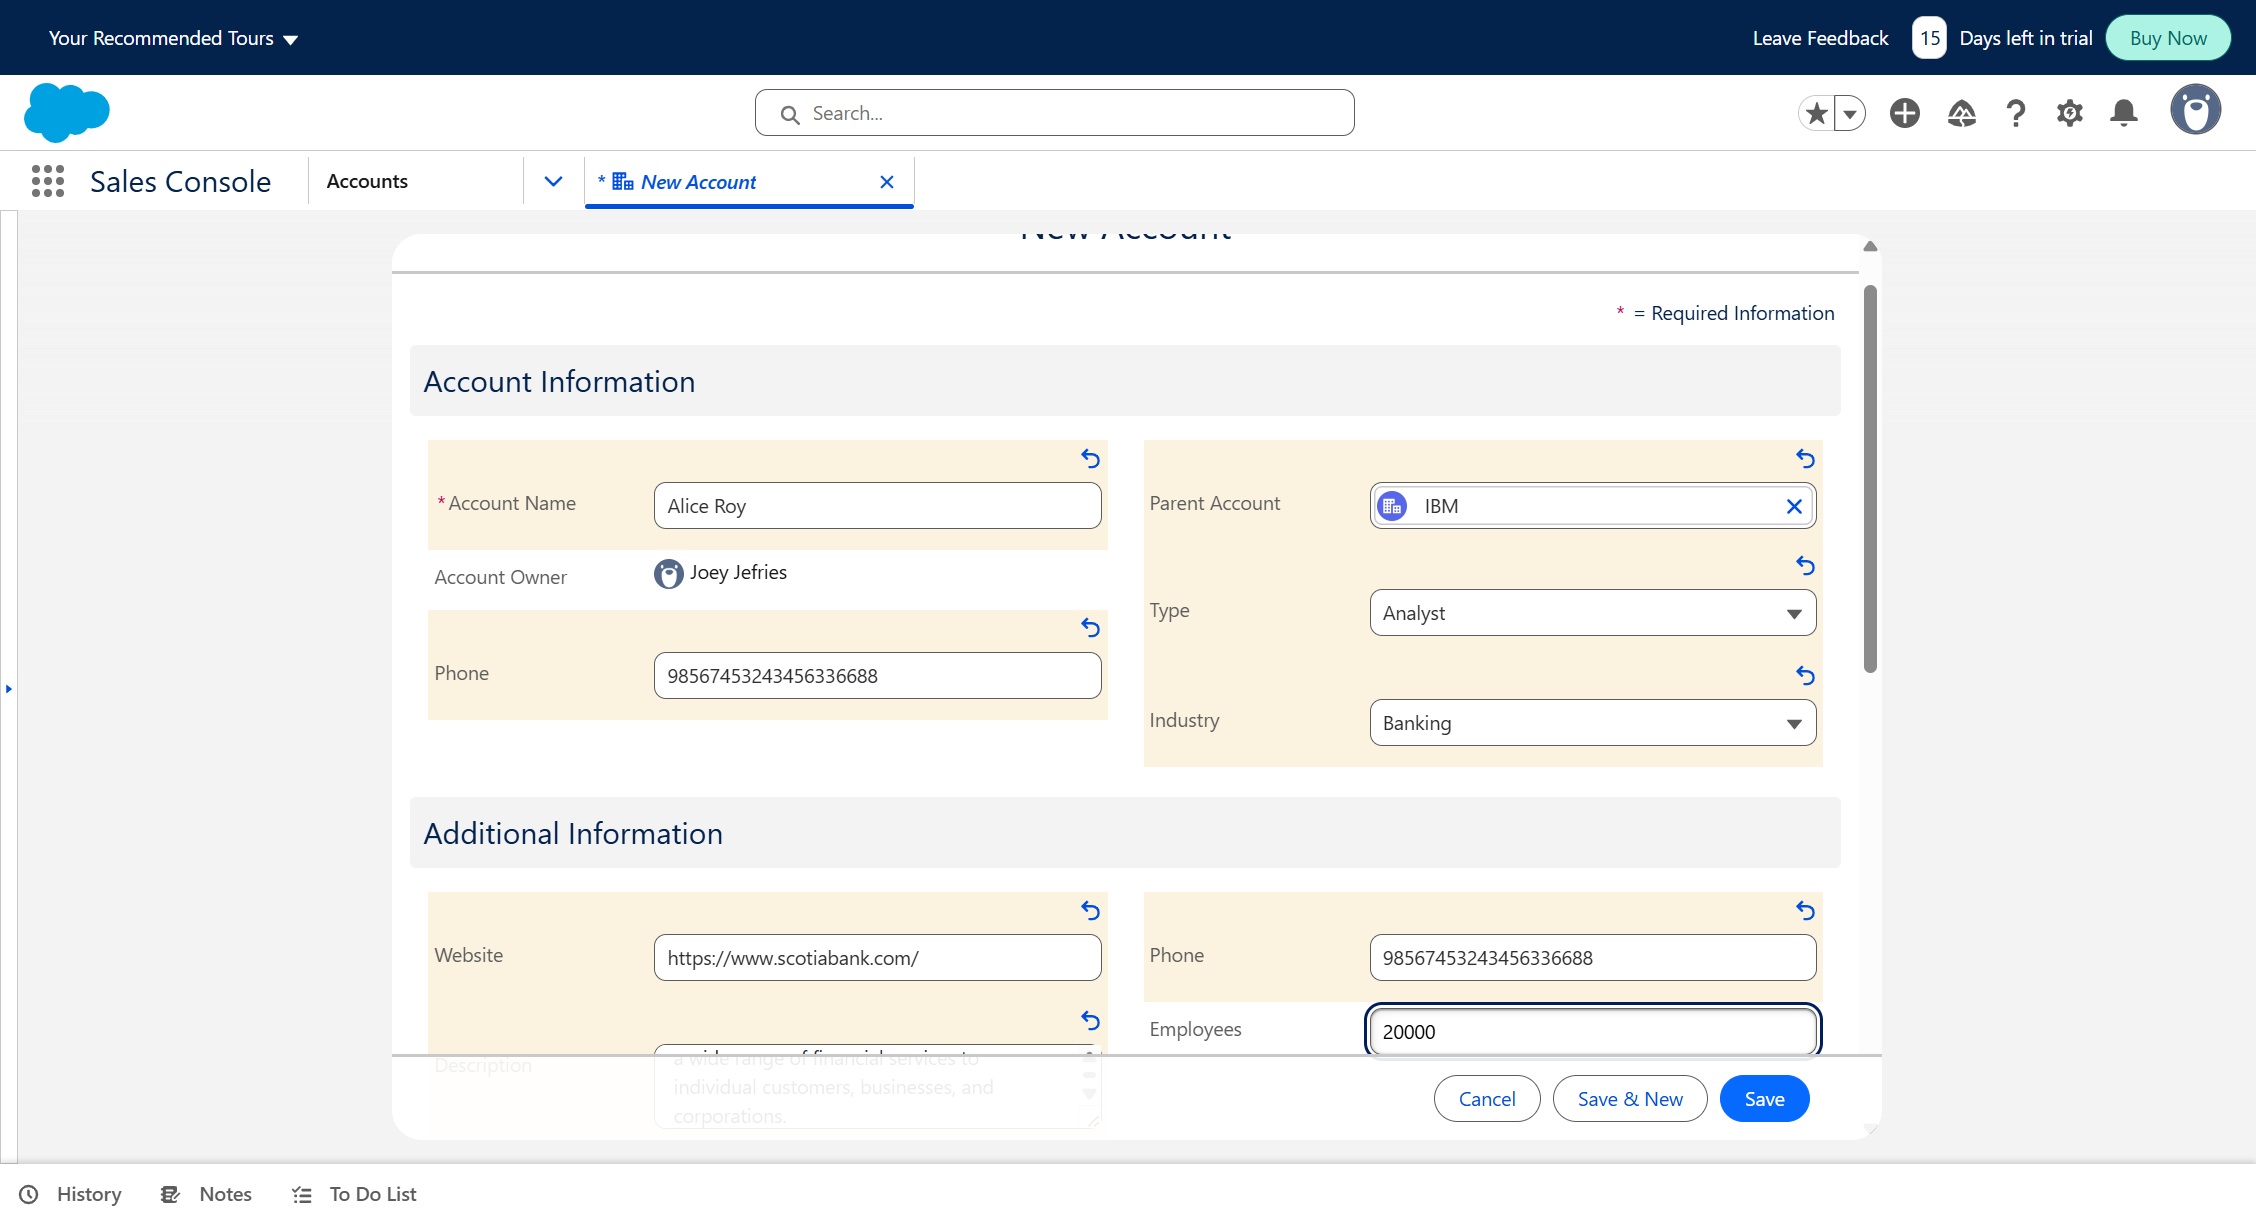 Your Recommended Tours
Leave Feedback
15
Days left in trial
Buy Now
Search...
Sales Console
Accounts
* New Account
New Account
* = Required Information
Account Information
*Account Name
Alice Roy
Parent Account
IBM
Account Owner
Joey Jefries
Type
Analyst
Phone
98567453243456336688
Industry
Banking
Additional Information
Website
https://www.scotiabank.com/
Phone
98567453243456336688
Employees
20000
Description
a wide range of financial services to
individual customers, businesses, and
corporations.
Cancel
Save & New
Save
History
Notes
To Do List